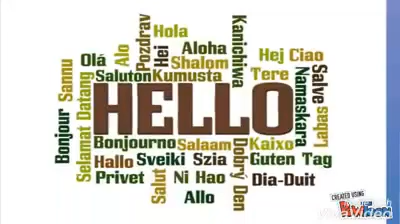 Hola
Pozdrav
Alo
Hei
Aloha
Kanichiwa
Hej
Ciao
Olá
Shalom
Sannu
Saluton
Kumusta
Tere
Salve
Namaskara
Selamat Datang
HELLO
Bonjour
Bonjourno
Salaam
Kaixo
Hallo
Sveiki
Szia
Dobrý Den
Guten Tag
Privet
Salut
Ni Hao
Dia-Duit
Allo
CREATED USING